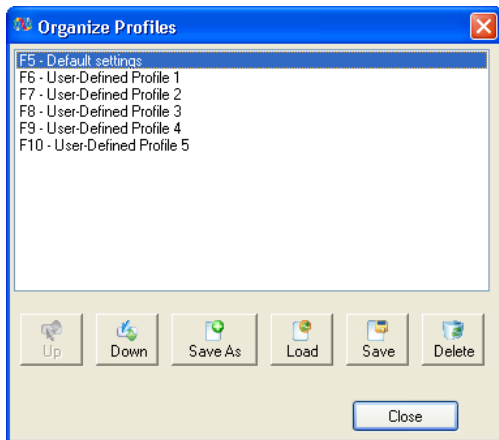 Organize Profiles
F5 - Default settings
F6 - User-Defined Profile 1
F7 - User-Defined Profile 2
F8 - User-Defined Profile 3
F9 - User-Defined Profile 4
F10 - User-Defined Profile 5
Up Down Save As Load Save Delete
Close